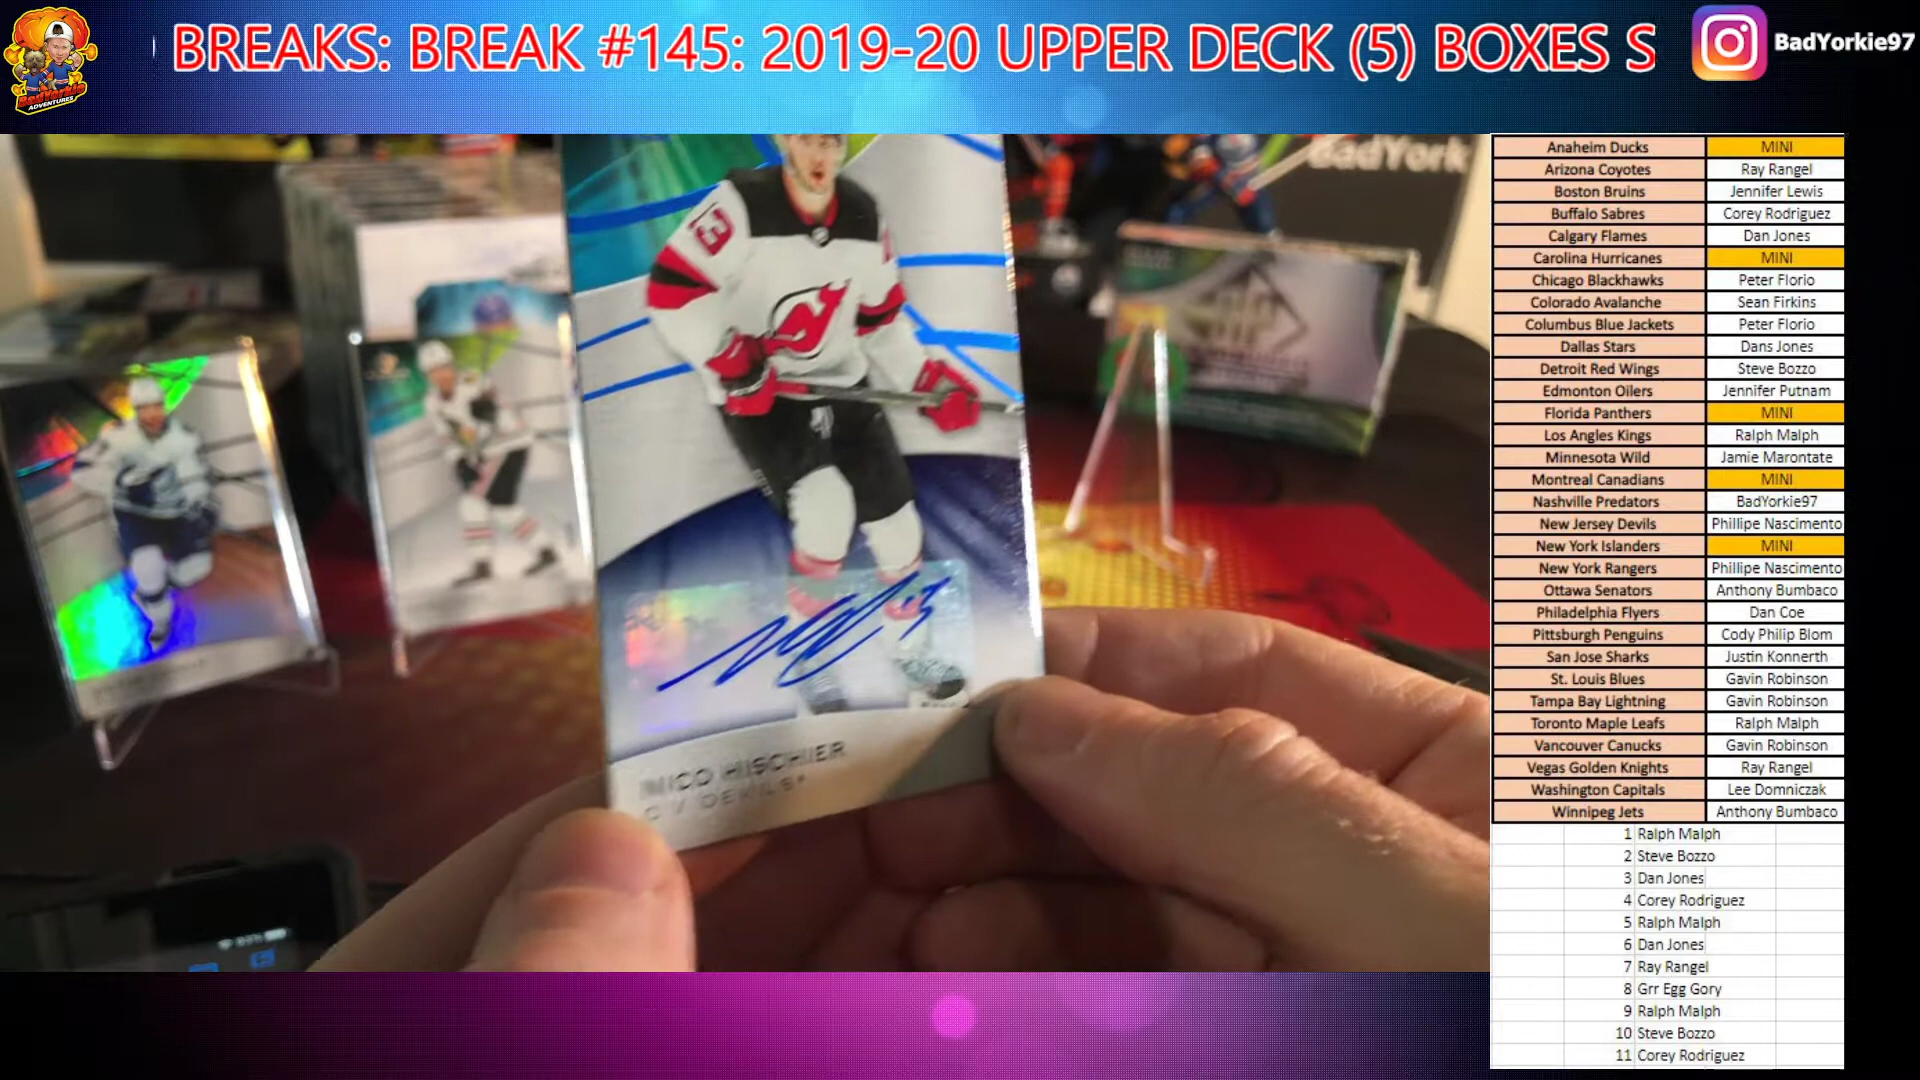 BREAKS: BREAK #145: 2019-20 UPPER DECK (5) BOXES S
BadYorkie97
BadYorkie
ADVENTURES
BadYork
13
NICO HISCHIER
C / DEVILS
Anaheim Ducks MINI
Arizona Coyotes Ray Rangel
Boston Bruins Jennifer Lewis
Buffalo Sabres Corey Rodriguez
Calgary Flames Dan Jones
Carolina Hurricanes MINI
Chicago Blackhawks Peter Florio
Colorado Avalanche Sean Firkins
Columbus Blue Jackets Peter Florio
Dallas Stars Dans Jones
Detroit Red Wings Steve Bozzo
Edmonton Oilers Jennifer Putnam
Florida Panthers MINI
Los Angles Kings Ralph Malph
Minnesota Wild Jamie Marontate
Montreal Canadians MINI
Nashville Predators BadYorkie97
New Jersey Devils Phillipe Nascimento
New York Islanders MINI
New York Rangers Phillipe Nascimento
Ottawa Senators Anthony Bumbaco
Philadelphia Flyers Dan Coe
Pittsburgh Penguins Cody Philip Blom
San Jose Sharks Justin Konnerth
St. Louis Blues Gavin Robinson
Tampa Bay Lightning Gavin Robinson
Toronto Maple Leafs Ralph Malph
Vancouver Canucks Gavin Robinson
Vegas Golden Knights Ray Rangel
Washington Capitals Lee Domniczak
Winnipeg Jets Anthony Bumbaco
1 Ralph Malph
2 Steve Bozzo
3 Dan Jones
4 Corey Rodriguez
5 Ralph Malph
6 Dan Jones
7 Ray Rangel
8 Grr Egg Gory
9 Ralph Malph
10 Steve Bozzo
11 Corey Rodriguez